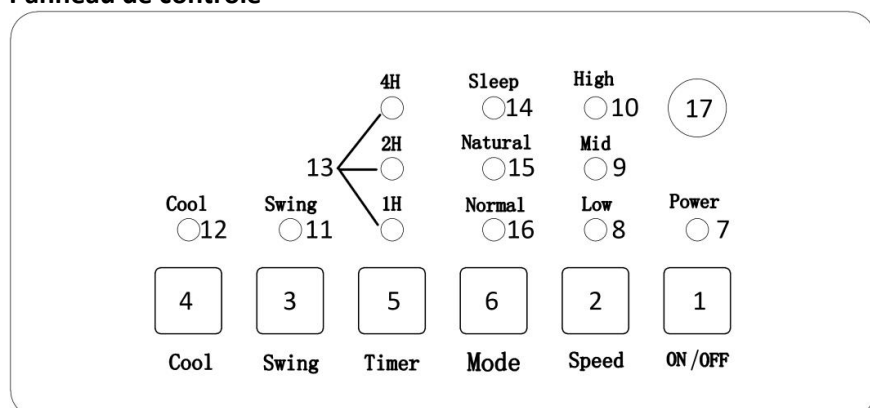 Panneau de contrôle
4H Sleep High
14 10 17
2H Natural Mid
13 15 9
Cool Swing 1H Normal Low Power
12 11 16 8 7
4 3 5 6 2 1
Cool Swing Timer Mode Speed ON/OFF